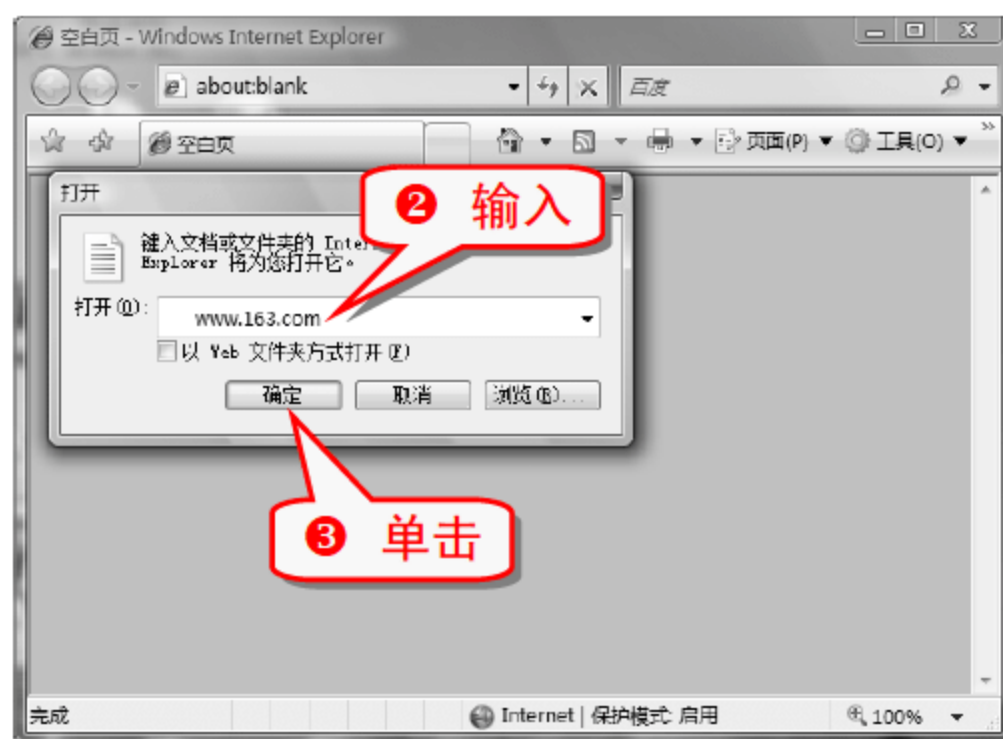 空白页 - Windows Internet Explorer
about:blank
百度
空白页
页面(P)
工具(O)
打开
❷ 输入
键入文档或文件夹的 Inter
Explorer 将为您打开它。
打开(O):
www.163.com
以 Web 文件夹方式打开(F)
确定
取消
浏览(R)...
❸ 单击
完成
Internet | 保护模式: 启用
100%